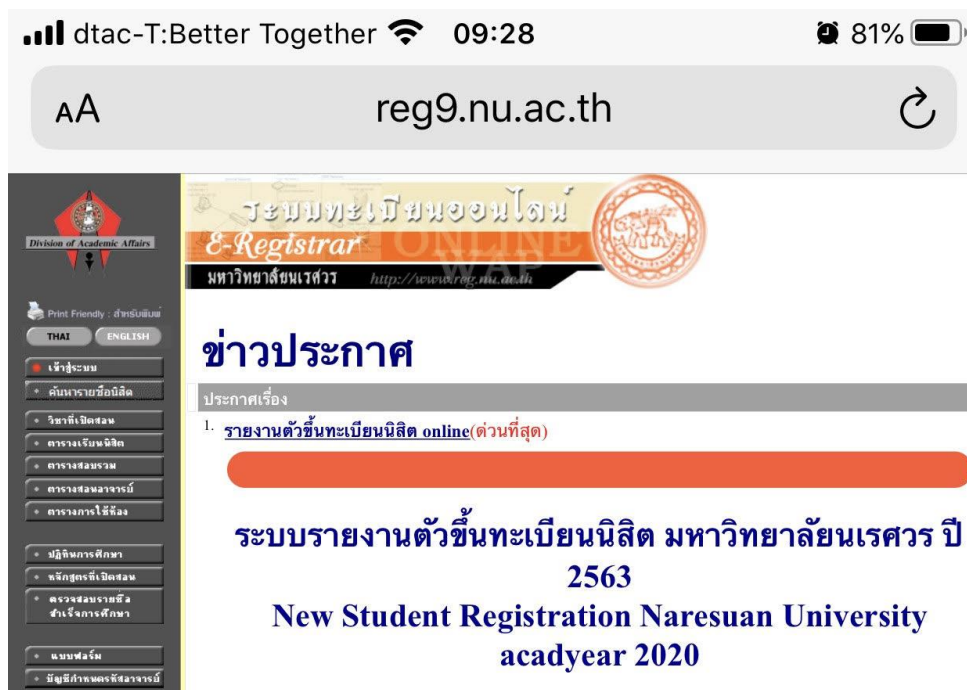 dtac-T:Better Together 09:28 81%
AA reg9.nu.ac.th
Division of Academic Affairs
Print Friendly : สำหรับพิมพ์
THAI ENGLISH
เข้าสู่ระบบ
ค้นหารายชื่อนิสิต
วิชาที่เปิดสอน
ตารางเรียนนิสิต
ตารางสอบรวม
ตารางสอนอาจารย์
ตารางการใช้ห้อง
ปฏิทินการศึกษา
หลักสูตรที่เปิดสอน
ตรวจสอบรายชื่อ
สำเร็จการศึกษา
แบบฟอร์ม
บัญชีกำหนดรหัสอาจารย์
ระบบทะเบียนออนไลน์
E-Registrar ONLINE
WAP
มหาวิทยาลัยนเรศวร http://www.reg.nu.ac.th
ข่าวประกาศ
ประกาศเรื่อง
1. รายงานตัวขึ้นทะเบียนนิสิต online(ด่วนที่สุด)
ระบบรายงานตัวขึ้นทะเบียนนิสิต มหาวิทยาลัยนเรศวร ปี
2563
New Student Registration Naresuan University
acadyear 2020